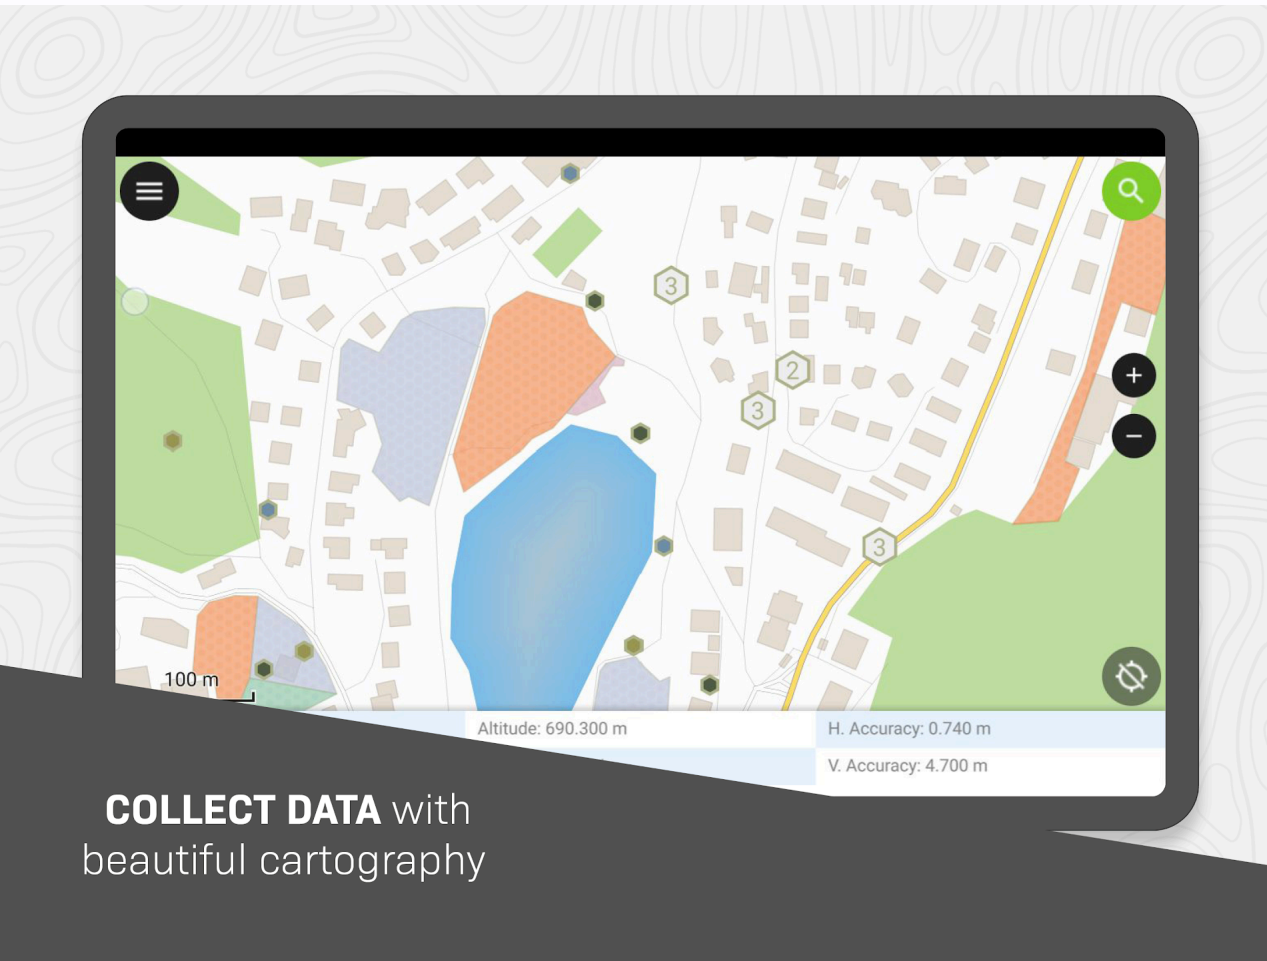 3
2
3
3
100 m
Altitude: 690.300 m
H. Accuracy: 0.740 m
V. Accuracy: 4.700 m
COLLECT DATA with
beautiful cartography